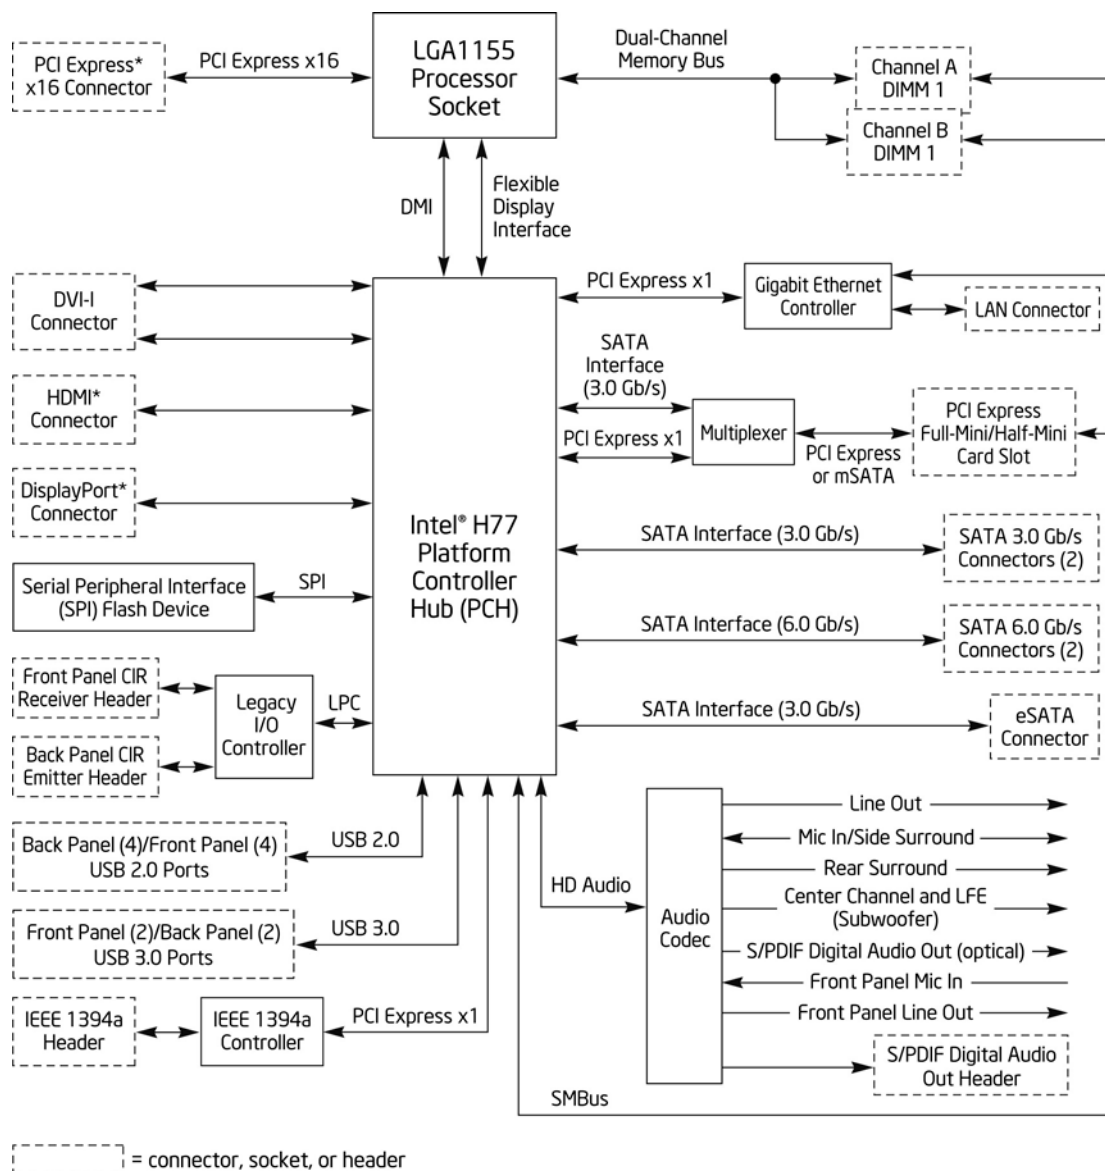 PCI Express*
x16 Connector
PCI Express x16
LGA1155
Processor
Socket
Dual-Channel
Memory Bus
Channel A
DIMM 1
Channel B
DIMM 1
DMI
Flexible
Display
Interface
DVI-I
Connector
HDMI*
Connector
DisplayPort*
Connector
Serial Peripheral Interface
(SPI) Flash Device
SPI
Front Panel CIR
Receiver Header
Back Panel CIR
Emitter Header
Legacy
I/O
Controller
LPC
Intel® H77
Platform
Controller
Hub (PCH)
PCI Express x1
Gigabit Ethernet
Controller
LAN Connector
SATA
Interface
(3.0 Gb/s)
PCI Express x1
Multiplexer
PCI Express
or mSATA
PCI Express
Full-Mini/Half-Mini
Card Slot
SATA Interface (3.0 Gb/s)
SATA 3.0 Gb/s
Connectors (2)
SATA Interface (6.0 Gb/s)
SATA 6.0 Gb/s
Connectors (2)
SATA Interface (3.0 Gb/s)
eSATA
Connector
Back Panel (4)/Front Panel (4)
USB 2.0 Ports
USB 2.0
Front Panel (2)/Back Panel (2)
USB 3.0 Ports
USB 3.0
IEEE 1394a
Header
IEEE 1394a
Controller
PCI Express x1
HD Audio
Audio
Codec
Line Out
Mic In/Side Surround
Rear Surround
Center Channel and LFE
(Subwoofer)
S/PDIF Digital Audio Out (optical)
Front Panel Mic In
Front Panel Line Out
S/PDIF Digital Audio
Out Header
SMBus
= connector, socket, or header